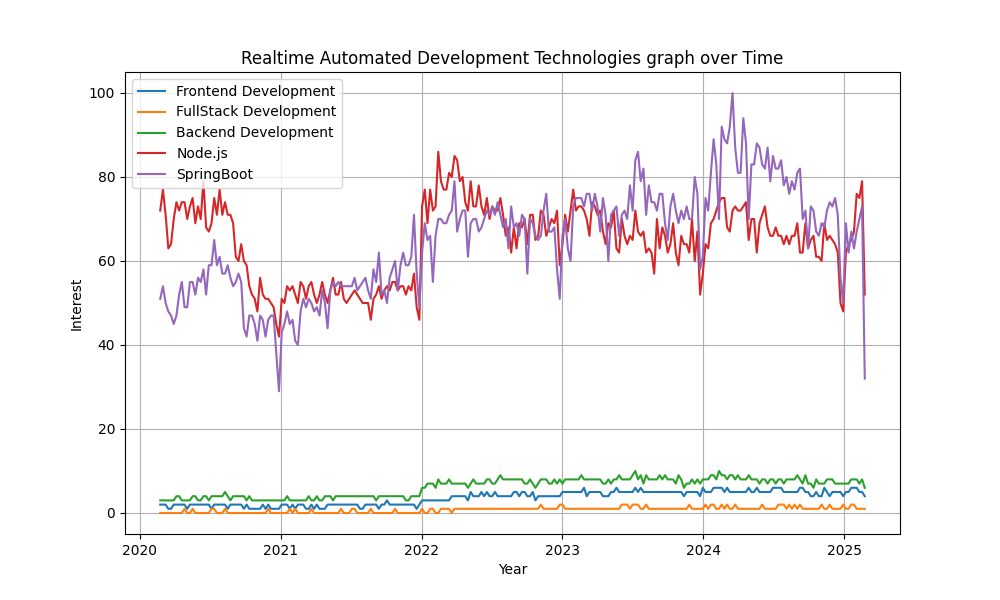 Realtime Automated Development Technologies graph over Time
Frontend Development
FullStack Development
Backend Development
Node.js
SpringBoot
100
80
60
40
20
0
Interest
2020
2021
2022
2023
2024
2025
Year